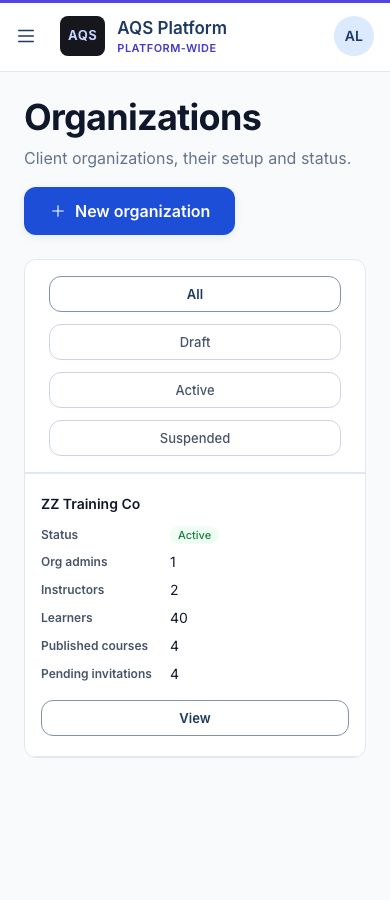 AQS
AQS Platform
PLATFORM-WIDE
AL
Organizations
Client organizations, their setup and status.
New organization
All
Draft
Active
Suspended
ZZ Training Co
Status Active
Org admins 1
Instructors 2
Learners 40
Published courses 4
Pending invitations 4
View